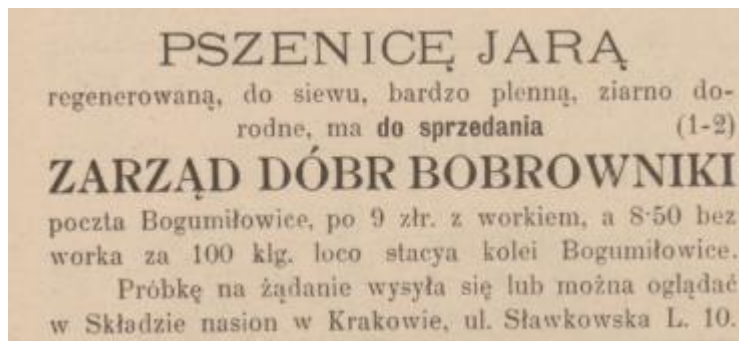 PSZENICĘ JARĄ
regenerowaną, do siewu, bardzo plenną, ziarno do-
rodne, ma do sprzedania (1-2)
ZARZĄD DÓBR BOBROWNIKI
poczta Bogumiłowice, po 9 złr. z workiem, a 8·50 bez
worka za 100 klg. loco stacya kolei Bogumiłowice.
Próbkę na żądanie wysyła się lub można oglądać
w Składzie nasion w Krakowie, ul. Sławkowska L. 10.